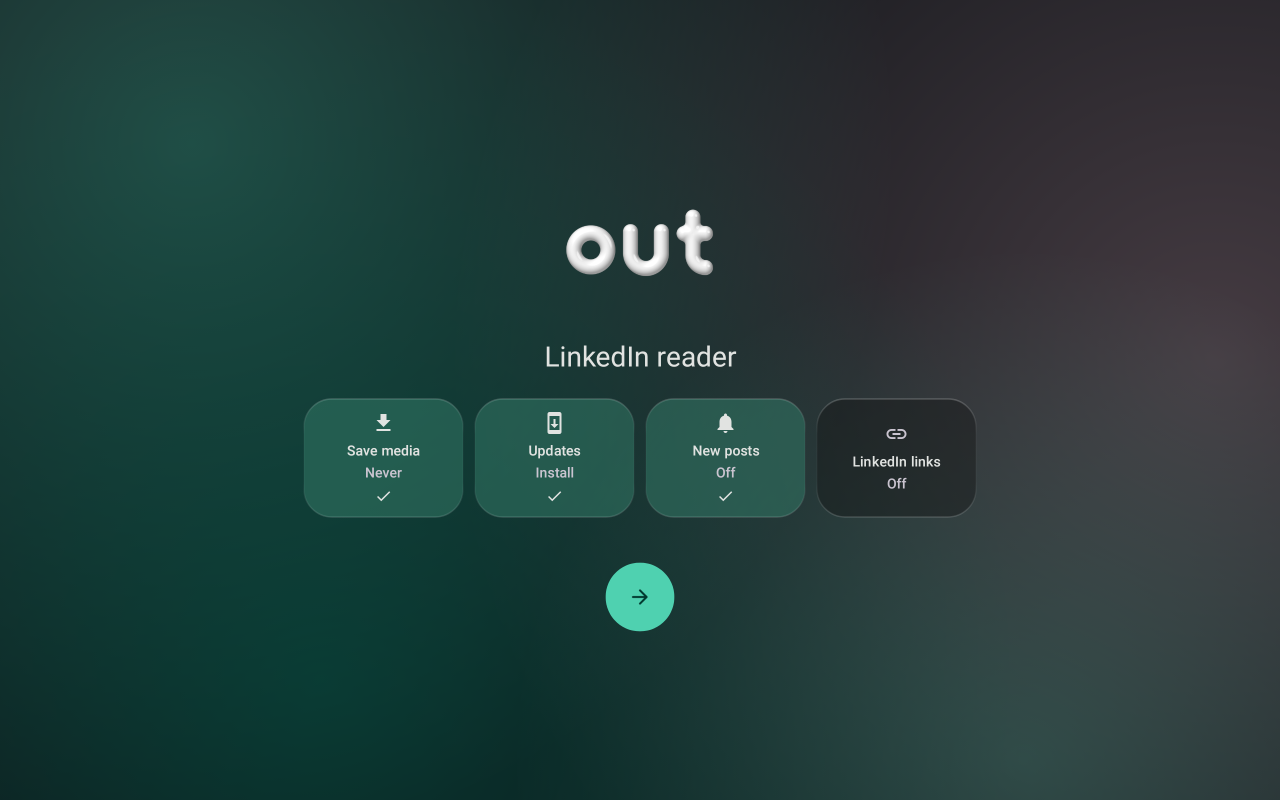 out
LinkedIn reader
Save media
Never
Updates
Install
New posts
Off
LinkedIn links
Off